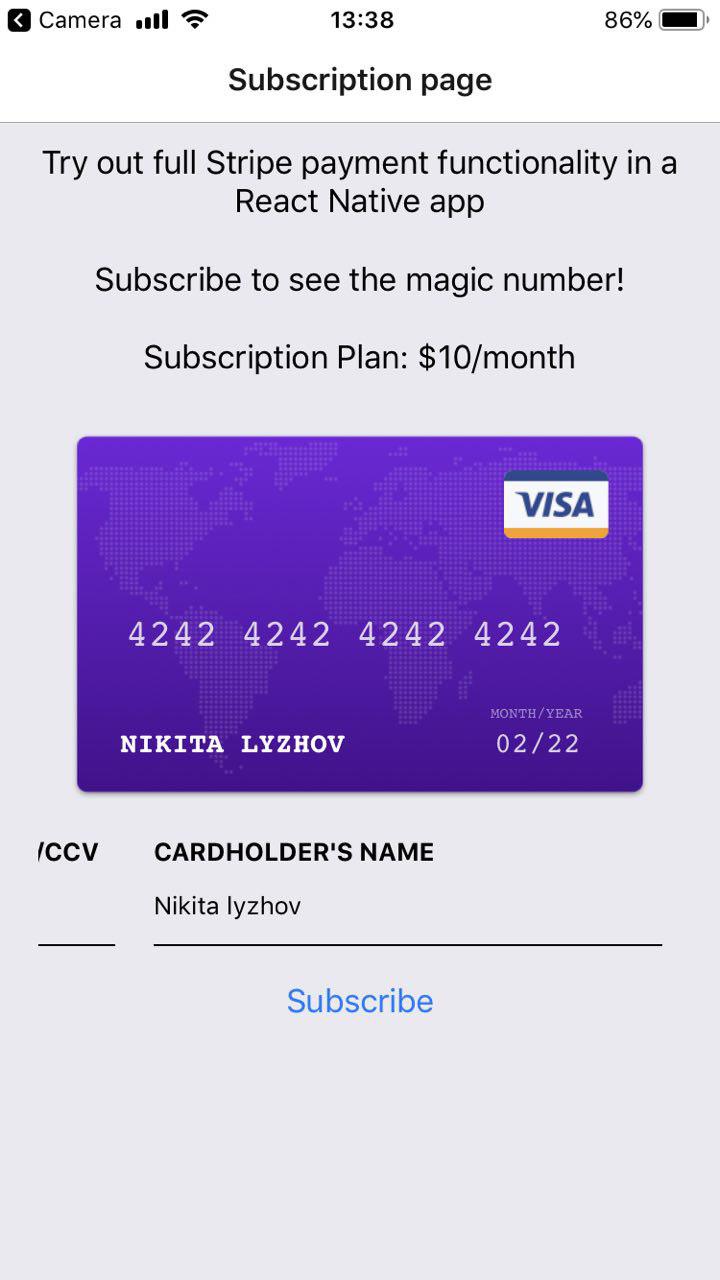 Camera 13:38 86%
Subscription page
Try out full Stripe payment functionality in a
React Native app
Subscribe to see the magic number!
Subscription Plan: $10/month
VISA
4242 4242 4242 4242
MONTH/YEAR
NIKITA LYZHOV 02/22
/CCV CARDHOLDER'S NAME
Nikita lyzhov
Subscribe